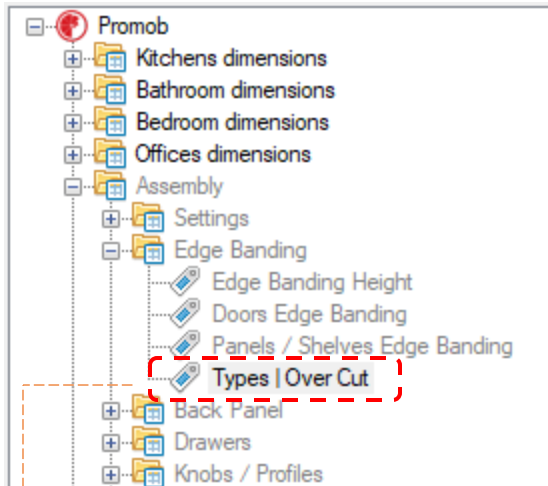 Promob
Kitchens dimensions
Bathroom dimensions
Bedroom dimensions
Offices dimensions
Assembly
Settings
Edge Banding
Edge Banding Height
Doors Edge Banding
Panels / Shelves Edge Banding
Types | Over Cut
Back Panel
Drawers
Knobs / Profiles